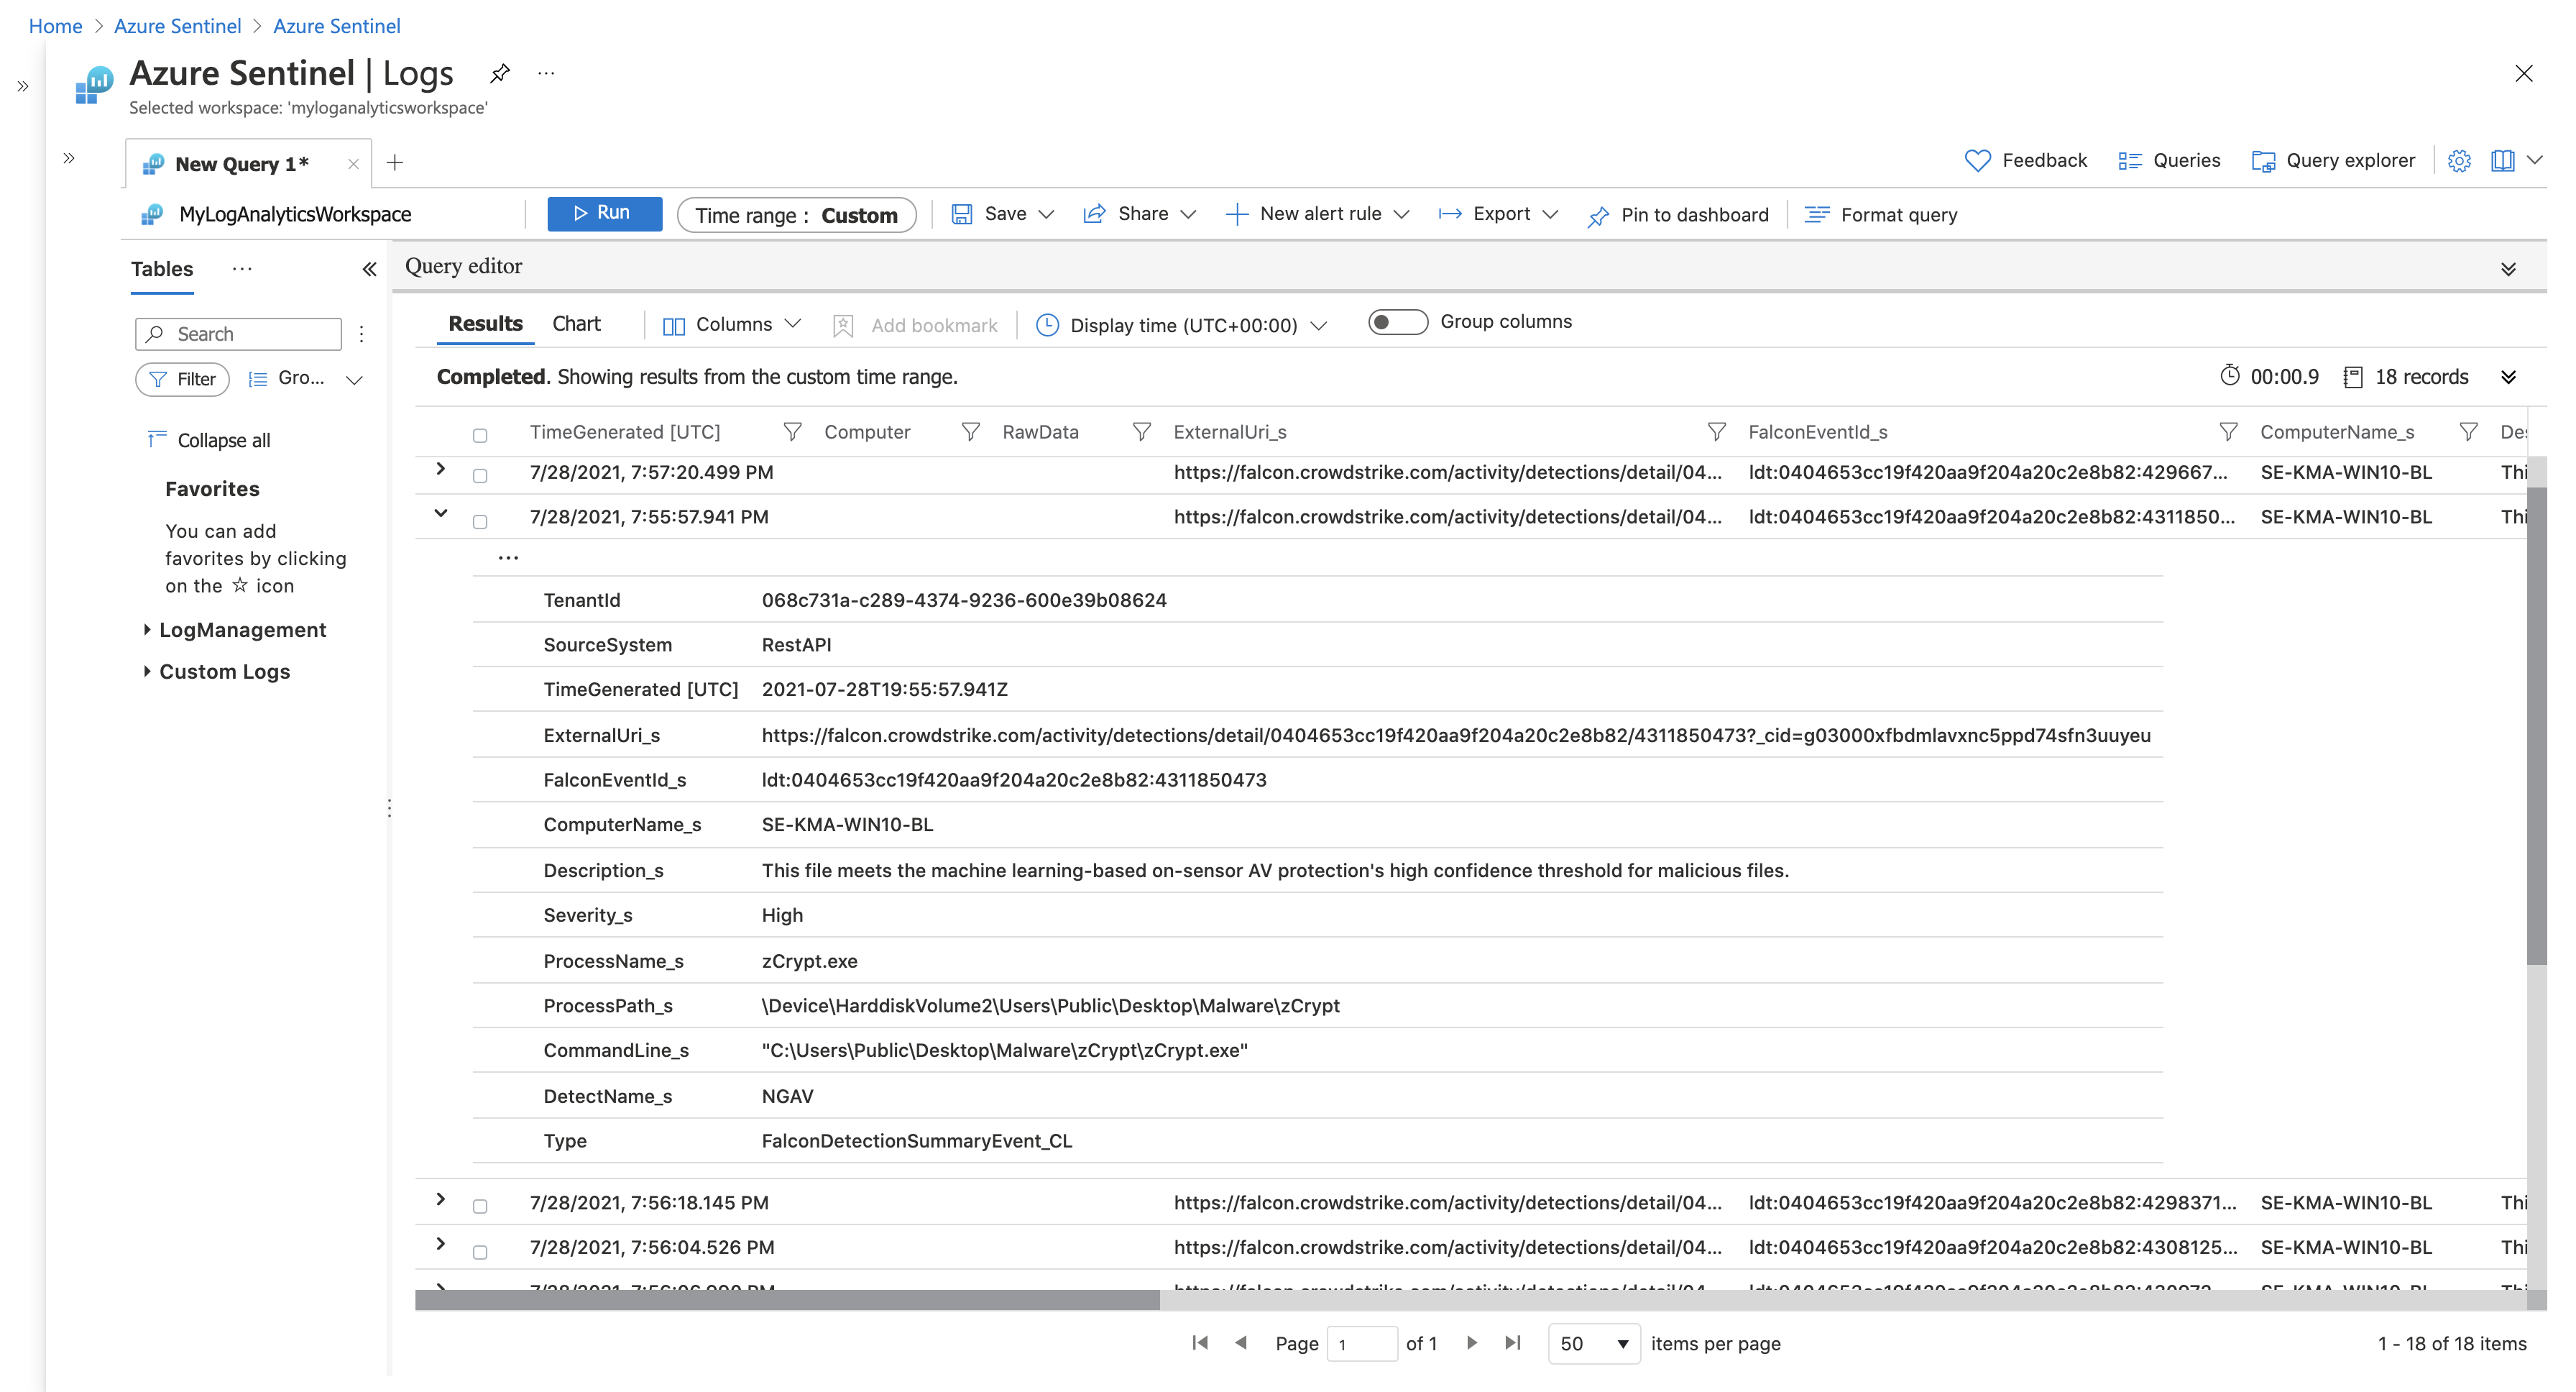 Home > Azure Sentinel > Azure Sentinel
Azure Sentinel | Logs
Selected workspace: 'myloganalyticsworkspace'
New Query 1*
Feedback Queries Query explorer
MyLogAnalyticsWorkspace Run Time range : Custom Save Share New alert rule Export Pin to dashboard Format query
Tables ... Query editor
Search
Filter Gro...
Collapse all
Favorites
You can add
favorites by clicking
on the ☆ icon
LogManagement
Custom Logs
Results Chart Columns Add bookmark Display time (UTC+00:00) Group columns
Completed. Showing results from the custom time range. 00:00.9 18 records
TimeGenerated [UTC] Computer RawData ExternalUri_s FalconEventId_s ComputerName_s
7/28/2021, 7:57:20.499 PM https://falcon.crowdstrike.com/activity/detections/detail/04... ldt:0404653cc19f420aa9f204a20c2e8b82:429667... SE-KMA-WIN10-BL Thi
7/28/2021, 7:55:57.941 PM https://falcon.crowdstrike.com/activity/detections/detail/04... ldt:0404653cc19f420aa9f204a20c2e8b82:4311850... SE-KMA-WIN10-BL Thi
...
TenantId 068c731a-c289-4374-9236-600e39b08624
SourceSystem RestAPI
TimeGenerated [UTC] 2021-07-28T19:55:57.941Z
ExternalUri_s https://falcon.crowdstrike.com/activity/detections/detail/0404653cc19f420aa9f204a20c2e8b82/4311850473?_cid=g03000xfbdmlavxnc5ppd74sfn3uuyeu
FalconEventId_s ldt:0404653cc19f420aa9f204a20c2e8b82:4311850473
ComputerName_s SE-KMA-WIN10-BL
Description_s This file meets the machine learning-based on-sensor AV protection's high confidence threshold for malicious files.
Severity_s High
ProcessName_s zCrypt.exe
ProcessPath_s \Device\HarddiskVolume2\Users\Public\Desktop\Malware\zCrypt
CommandLine_s "C:\Users\Public\Desktop\Malware\zCrypt\zCrypt.exe"
DetectName_s NGAV
Type FalconDetectionSummaryEvent_CL
7/28/2021, 7:56:18.145 PM https://falcon.crowdstrike.com/activity/detections/detail/04... ldt:0404653cc19f420aa9f204a20c2e8b82:4298371... SE-KMA-WIN10-BL Thi
7/28/2021, 7:56:04.526 PM https://falcon.crowdstrike.com/activity/detections/detail/04... ldt:0404653cc19f420aa9f204a20c2e8b82:4308125... SE-KMA-WIN10-BL Thi
Page 1 of 1 50 items per page 1 - 18 of 18 items